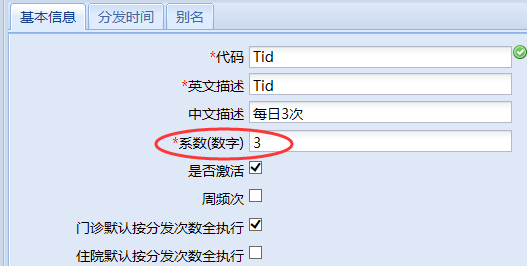 基本信息 分发时间 别名
*代码 Tid
*英文描述 Tid
中文描述 每日3次
*系数(数字) 3
是否激活
周频次
门诊默认按分发次数全执行
住院默认按分发次数全执行